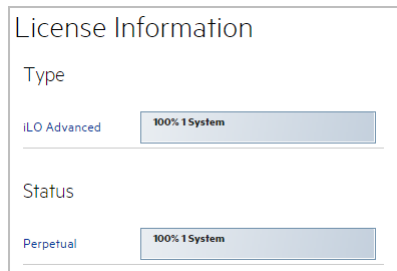 License Information
Type
iLO Advanced 100% 1 System
Status
Perpetual 100% 1 System